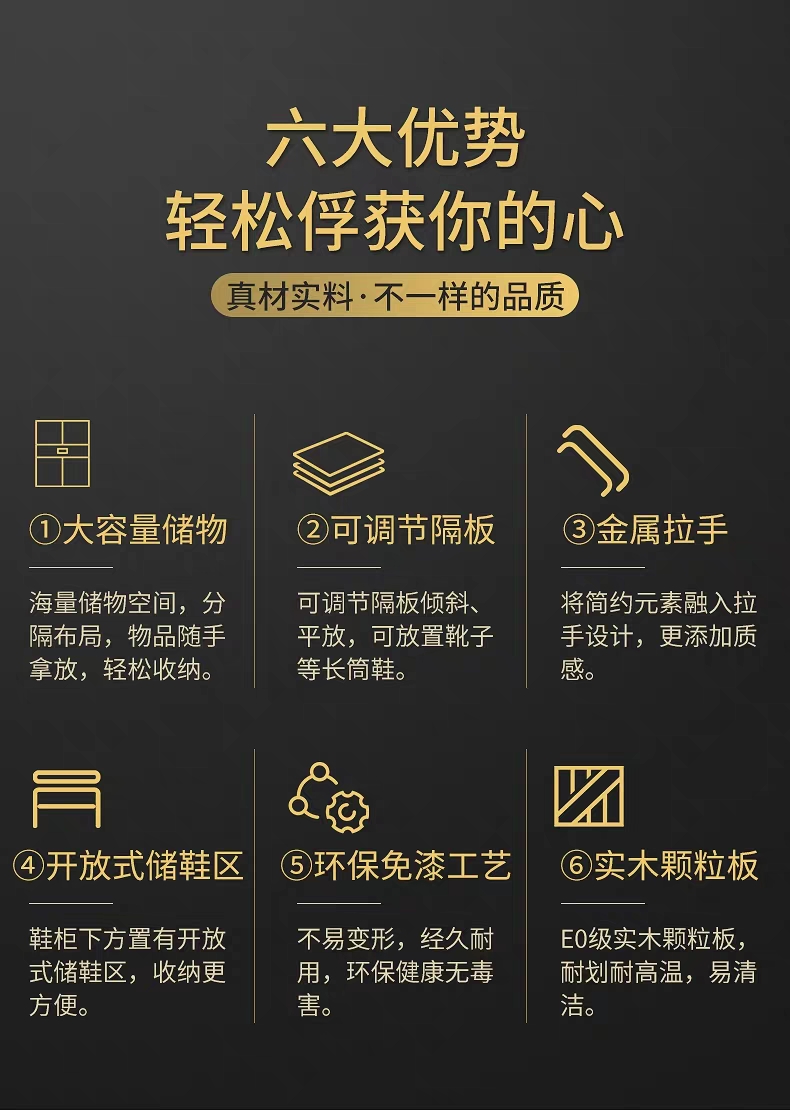 六大优势
轻松俘获你的心
真材实料·不一样的品质
①大容量储物
海量储物空间，分
隔布局，物品随手
拿放，轻松收纳。
②可调节隔板
可调节隔板倾斜、
平放，可放置靴子
等长筒鞋。
③金属拉手
将简约元素融入拉
手设计，更添加质
感。
④开放式储鞋区
鞋柜下方置有开放
式储鞋区，收纳更
方便。
⑤环保免漆工艺
不易变形，经久耐
用，环保健康无毒
害。
⑥实木颗粒板
E0级实木颗粒板，
耐划耐高温，易清
洁。